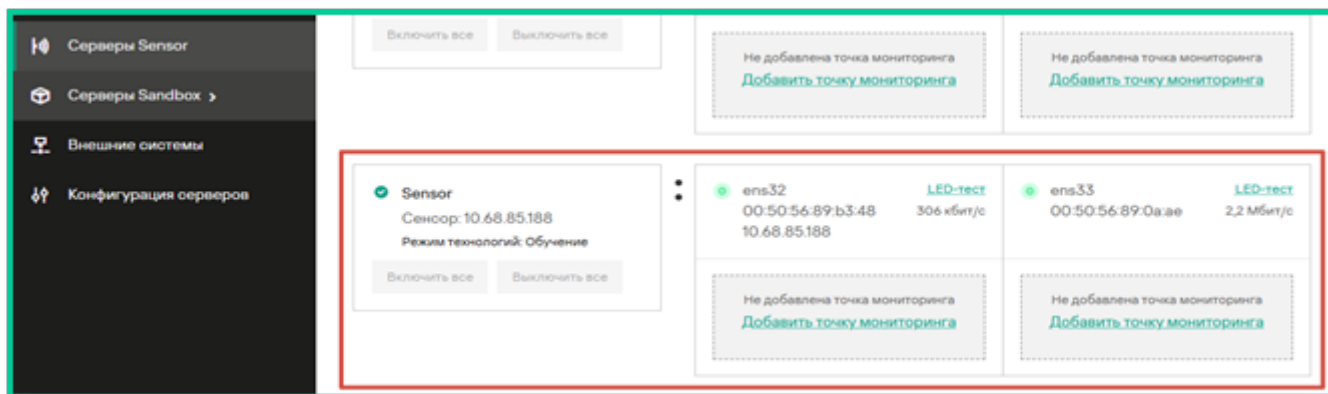 Серверы Sensor
Серверы Sandbox >
Внешние системы
Конфигурация серверов
Включить все Выключить все
Не добавлена точка мониторинга
Добавить точку мониторинга
Не добавлена точка мониторинга
Добавить точку мониторинга
Sensor
Сенсор: 10.68.85.188
Режим технологий: Обучение
Включить все Выключить все
ens32 LED-тест
00:50:56:89:b3:48 306 кбит/с
10.68.85.188
Не добавлена точка мониторинга
Добавить точку мониторинга
ens33 LED-тест
00:50:56:89:0a:ae 2,2 Мбит/с
Не добавлена точка мониторинга
Добавить точку мониторинга